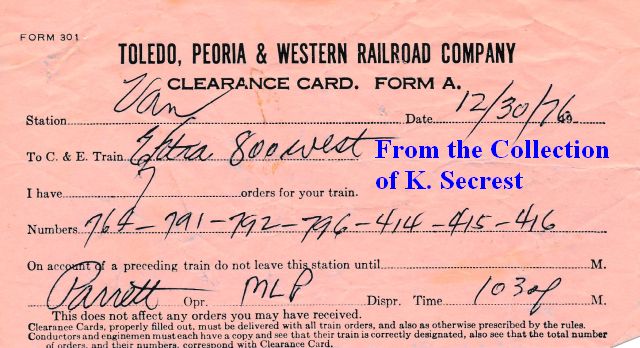 FORM 301
TOLEDO, PEORIA & WESTERN RAILROAD COMPANY
CLEARANCE CARD. FORM A.
Station Van Date 12/30/76
To C. & E. Train Extra 800 west
From the Collection
of K. Secrest
I have 7 orders for your train.
Numbers 764-791-792-796-414-415-416
On account of a preceding train do not leave this station until M.
Parrett Opr. MLP Dispr. Time 103 M.
This does not affect any orders you may have received.
Clearance Cards, properly filled out, must be delivered with all train orders, and also as otherwise prescribed by the rules.
Conductors and enginemen must each have a copy and see that their train is correctly designated, also see that the total number
of orders, and their numbers, correspond with Clearance Card.